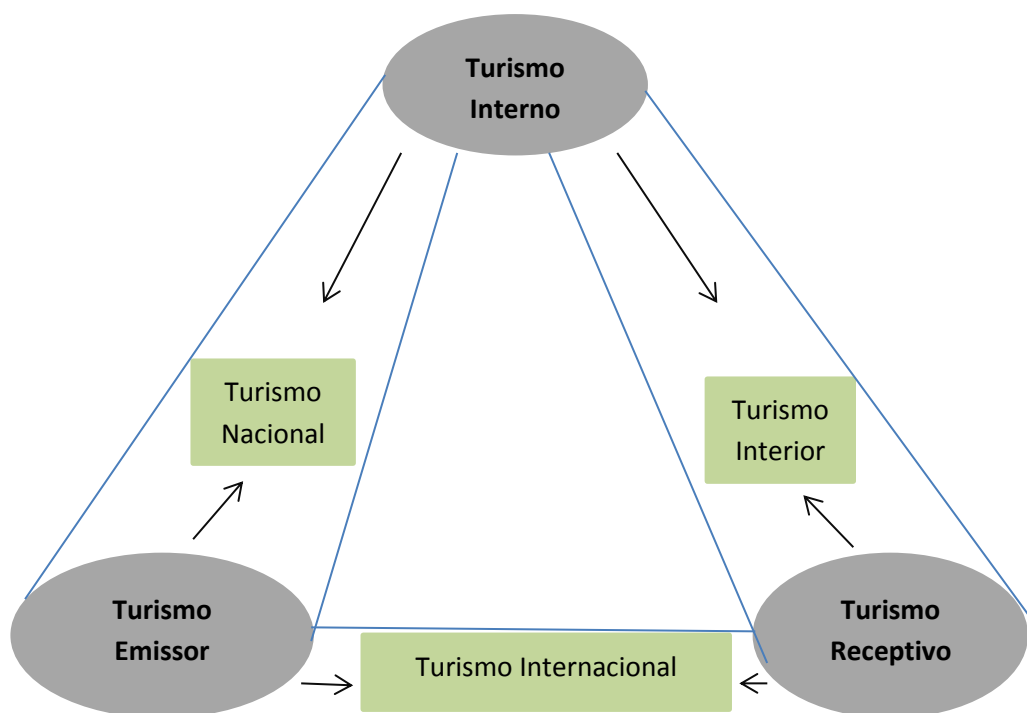 Turismo
Interno
Turismo
Nacional
Turismo
Interior
Turismo
Emissor
Turismo Internacional
Turismo
Receptivo